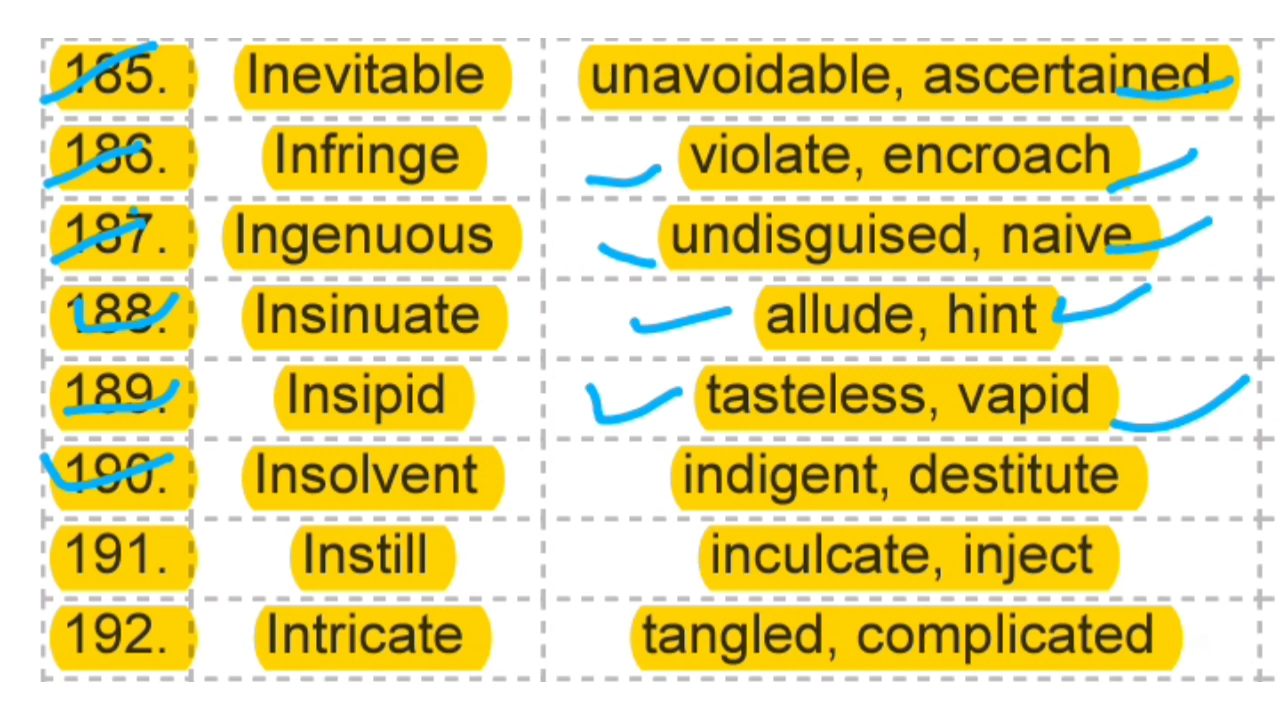 185. Inevitable unavoidable, ascertained
186. Infringe violate, encroach
187. Ingenuous undisguised, naive
188. Insinuate allude, hint
189. Insipid tasteless, vapid
190. Insolvent indigent, destitute
191. Instill inculcate, inject
192. Intricate tangled, complicated